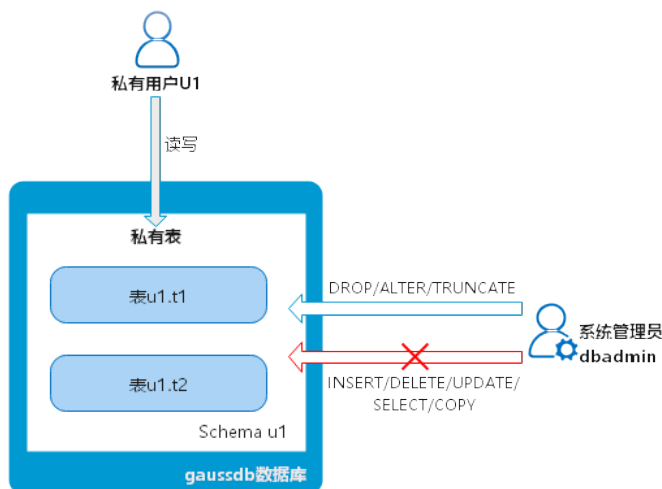 私有用户U1
读写
私有表
表u1.t1
DROP/ALTER/TRUNCATE
系统管理员
dbadmin
表u1.t2
INSERT/DELETE/UPDATE/
SELECT/COPY
Schema u1
gaussdb数据库